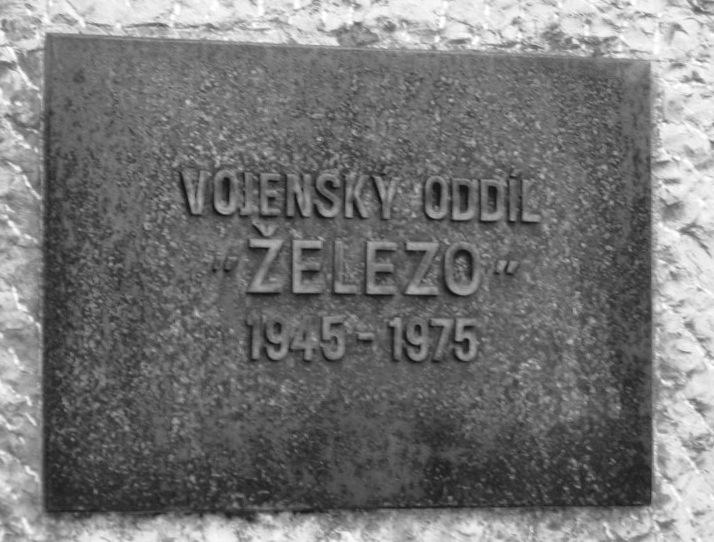 VOJENSKÝ ODDÍL
"ŽELEZO"
1945-1975